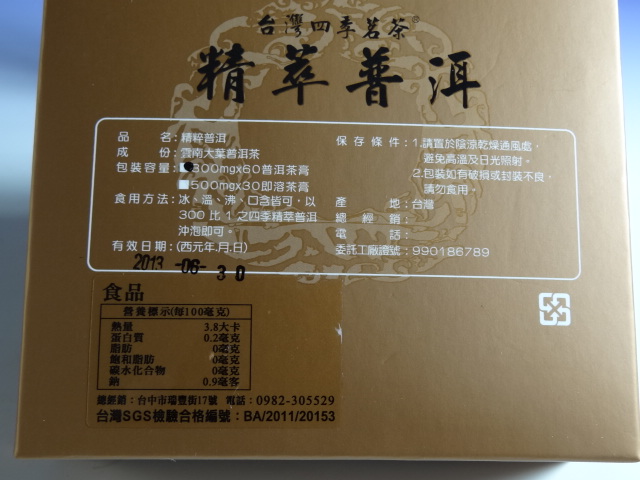 台灣四季茗茶®
精萃普洱
品名：精粹普洱
成份：雲南大葉普洱茶
包裝容量：300mgx60普洱茶膏
500mgx30即溶茶膏
食用方法：冰、溫、沸、口含皆可，以
300比1之四季精萃普洱
沖泡即可。
有效日期：(西元年.月.日)
2013 -06- 30
保存條件：1.請置於陰涼乾燥通風處，
避免高溫及日光照射。
2.包裝如有破損或封裝不良，
請勿食用。
產地：台灣
總經銷：
電話：
委託工廠證號：990186789
食品
營養標示(每100毫克)
熱量 3.8大卡
蛋白質 0.2毫克
脂肪 0毫克
飽和脂肪 0毫克
碳水化合物 0毫克
鈉 0.9毫客
總經銷：台中市瑞豐街17號 電話：0982-305529
台灣SGS檢驗合格編號：BA/2011/20153